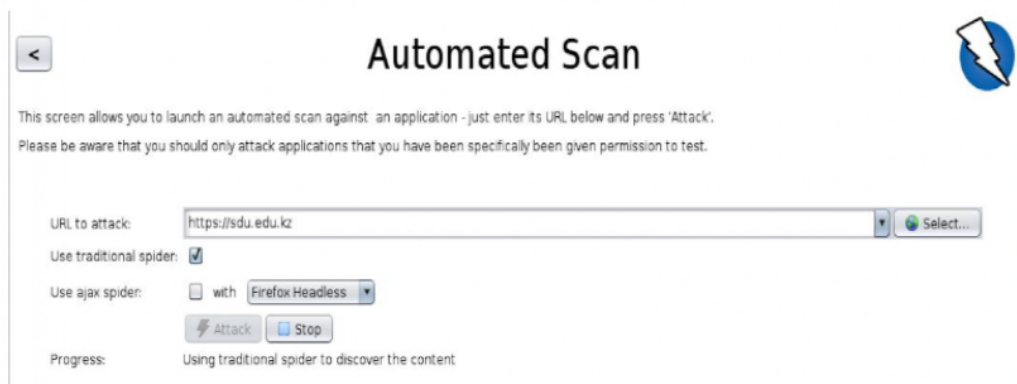 <
Automated Scan
This screen allows you to launch an automated scan against an application - just enter its URL below and press 'Attack'.
Please be aware that you should only attack applications that you have been specifically been given permission to test.
URL to attack: https://sdu.edu.kz Select...
Use traditional spider:
Use ajax spider: with Firefox Headless
Attack Stop
Progress: Using traditional spider to discover the content